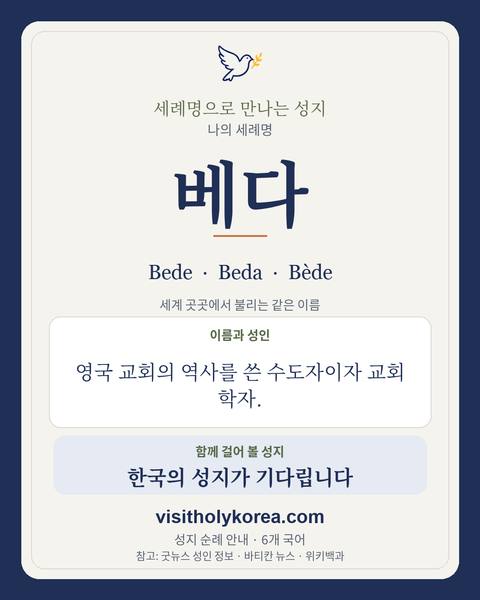 세례명으로 만나는 성지
나의 세례명
베다
Bede · Beda · Bède
세계 곳곳에서 불리는 같은 이름
이름과 성인
영국 교회의 역사를 쓴 수도자이자 교회
학자.
함께 걸어 볼 성지
한국의 성지가 기다립니다
visitholykorea.com
성지 순례 안내 · 6개 국어
참고: 굿뉴스 성인 정보 · 바티칸 뉴스 · 위키백과